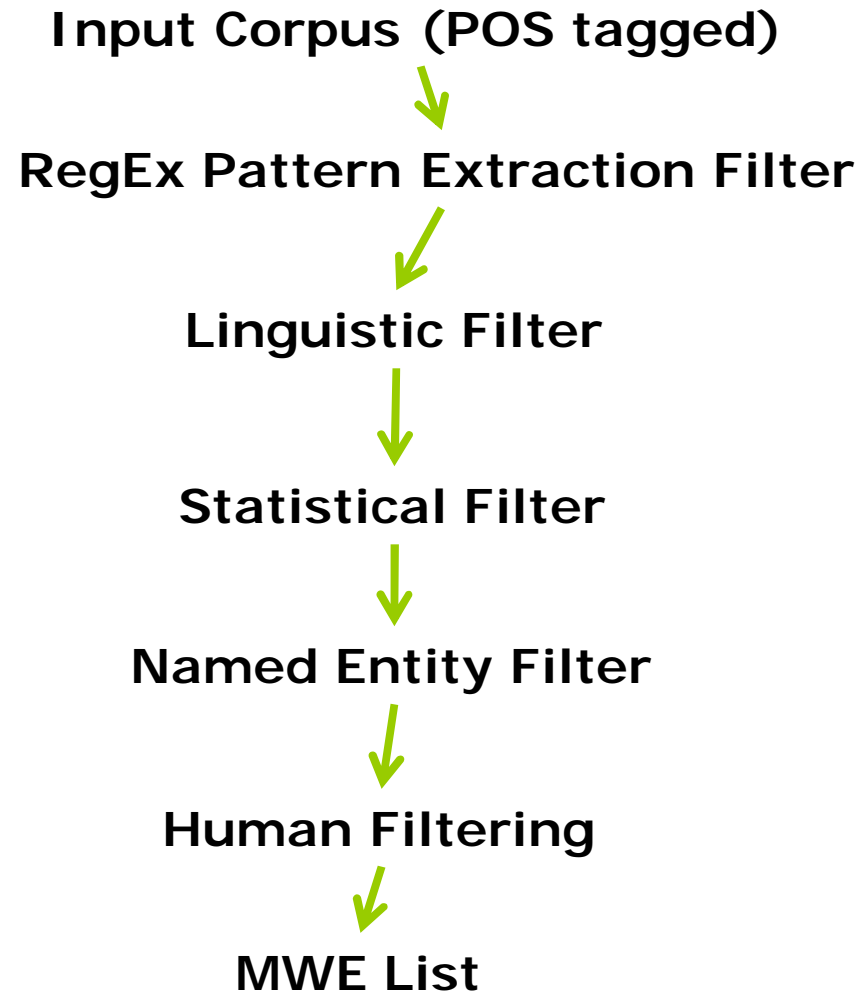 Input Corpus (POS tagged)
RegEx Pattern Extraction Filter
Linguistic Filter
Statistical Filter
Named Entity Filter
Human Filtering
MWE List